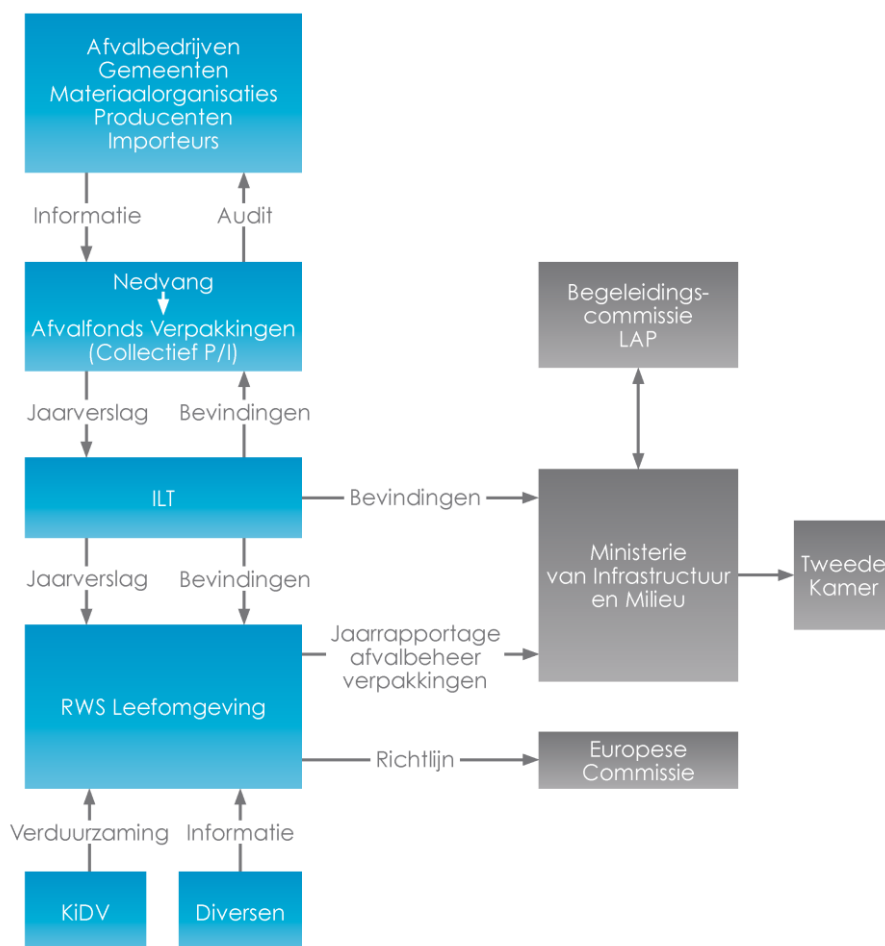 Afvalbedrijven
Gemeenten
Materiaalorganisaties
Producenten
Importeurs
Informatie
Audit
Nedvang
Afvalfonds Verpakkingen
(Collectief P/I)
Begeleidings-
commissie
LAP
Jaarverslag
Bevindingen
ILT
Bevindingen
Ministerie
van Infrastructuur
en Milieu
Tweede
Kamer
Jaarverslag
Bevindingen
RWS Leefomgeving
Jaarrapportage
afvalbeheer
verpakkingen
Richtlijn
Europese
Commissie
Verduurzaming
Informatie
KiDV
Diversen